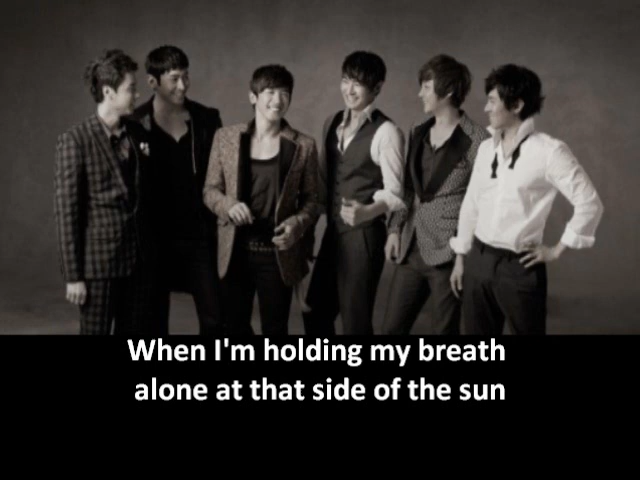 When I'm holding my breath
alone at that side of the sun